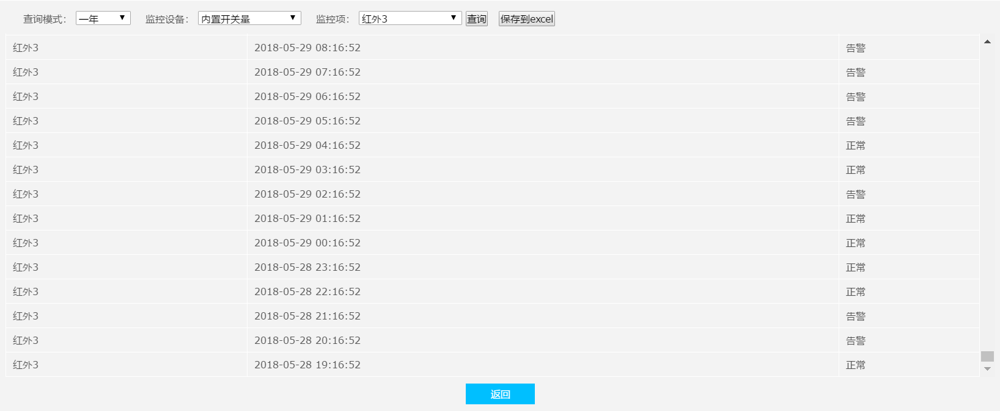 查询模式： 一年 监控设备： 内置开关量 监控项： 红外3 查询 保存到excel
红外3 2018-05-29 08:16:52 告警
红外3 2018-05-29 07:16:52 告警
红外3 2018-05-29 06:16:52 告警
红外3 2018-05-29 05:16:52 告警
红外3 2018-05-29 04:16:52 正常
红外3 2018-05-29 03:16:52 正常
红外3 2018-05-29 02:16:52 告警
红外3 2018-05-29 01:16:52 正常
红外3 2018-05-29 00:16:52 正常
红外3 2018-05-28 23:16:52 正常
红外3 2018-05-28 22:16:52 正常
红外3 2018-05-28 21:16:52 告警
红外3 2018-05-28 20:16:52 告警
红外3 2018-05-28 19:16:52 正常
返回